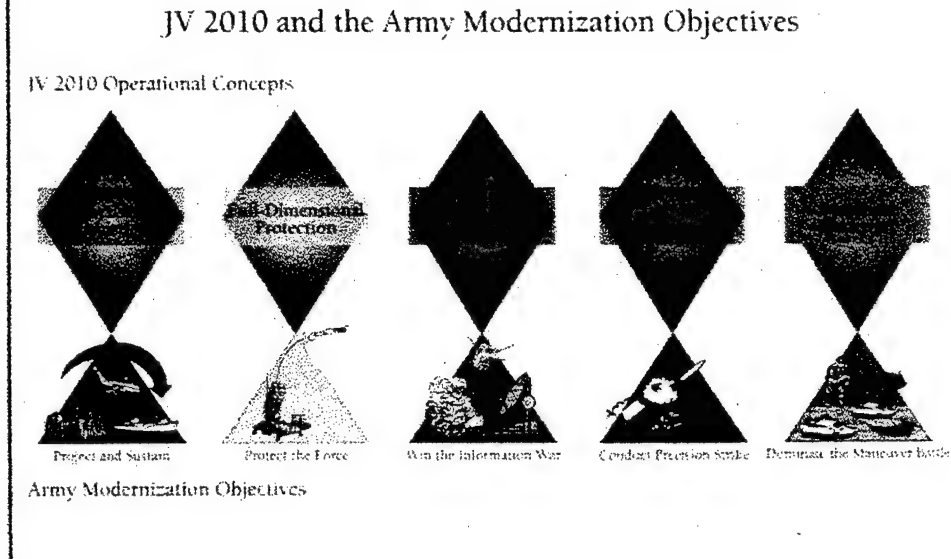 JV 2010 and the Army Modernization Objectives
JV 2010 Operational Concepts
Full-Dimensional
Protection
Project and Sustain
Protect the Force
Win the Information War
Conduct Precision Strike
Dominate the Maneuver Battle
Army Modernization Objectives